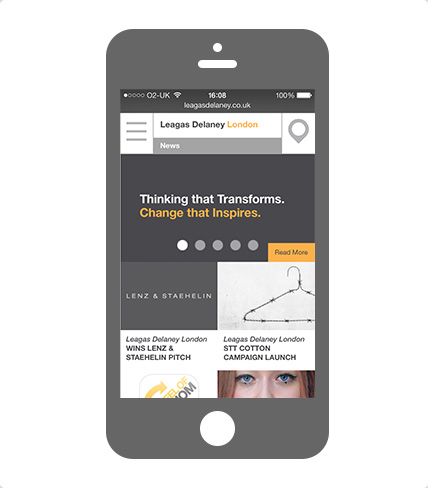 O2-UK 16:08 100%
leagasdelaney.co.uk
Leagas Delaney London
News
Thinking that Transforms.
Change that Inspires.
Read More
LENZ & STAEHELIN
Leagas Delaney London
WINS LENZ &
STAEHELIN PITCH
Leagas Delaney London
STT COTTON
CAMPAIGN LAUNCH